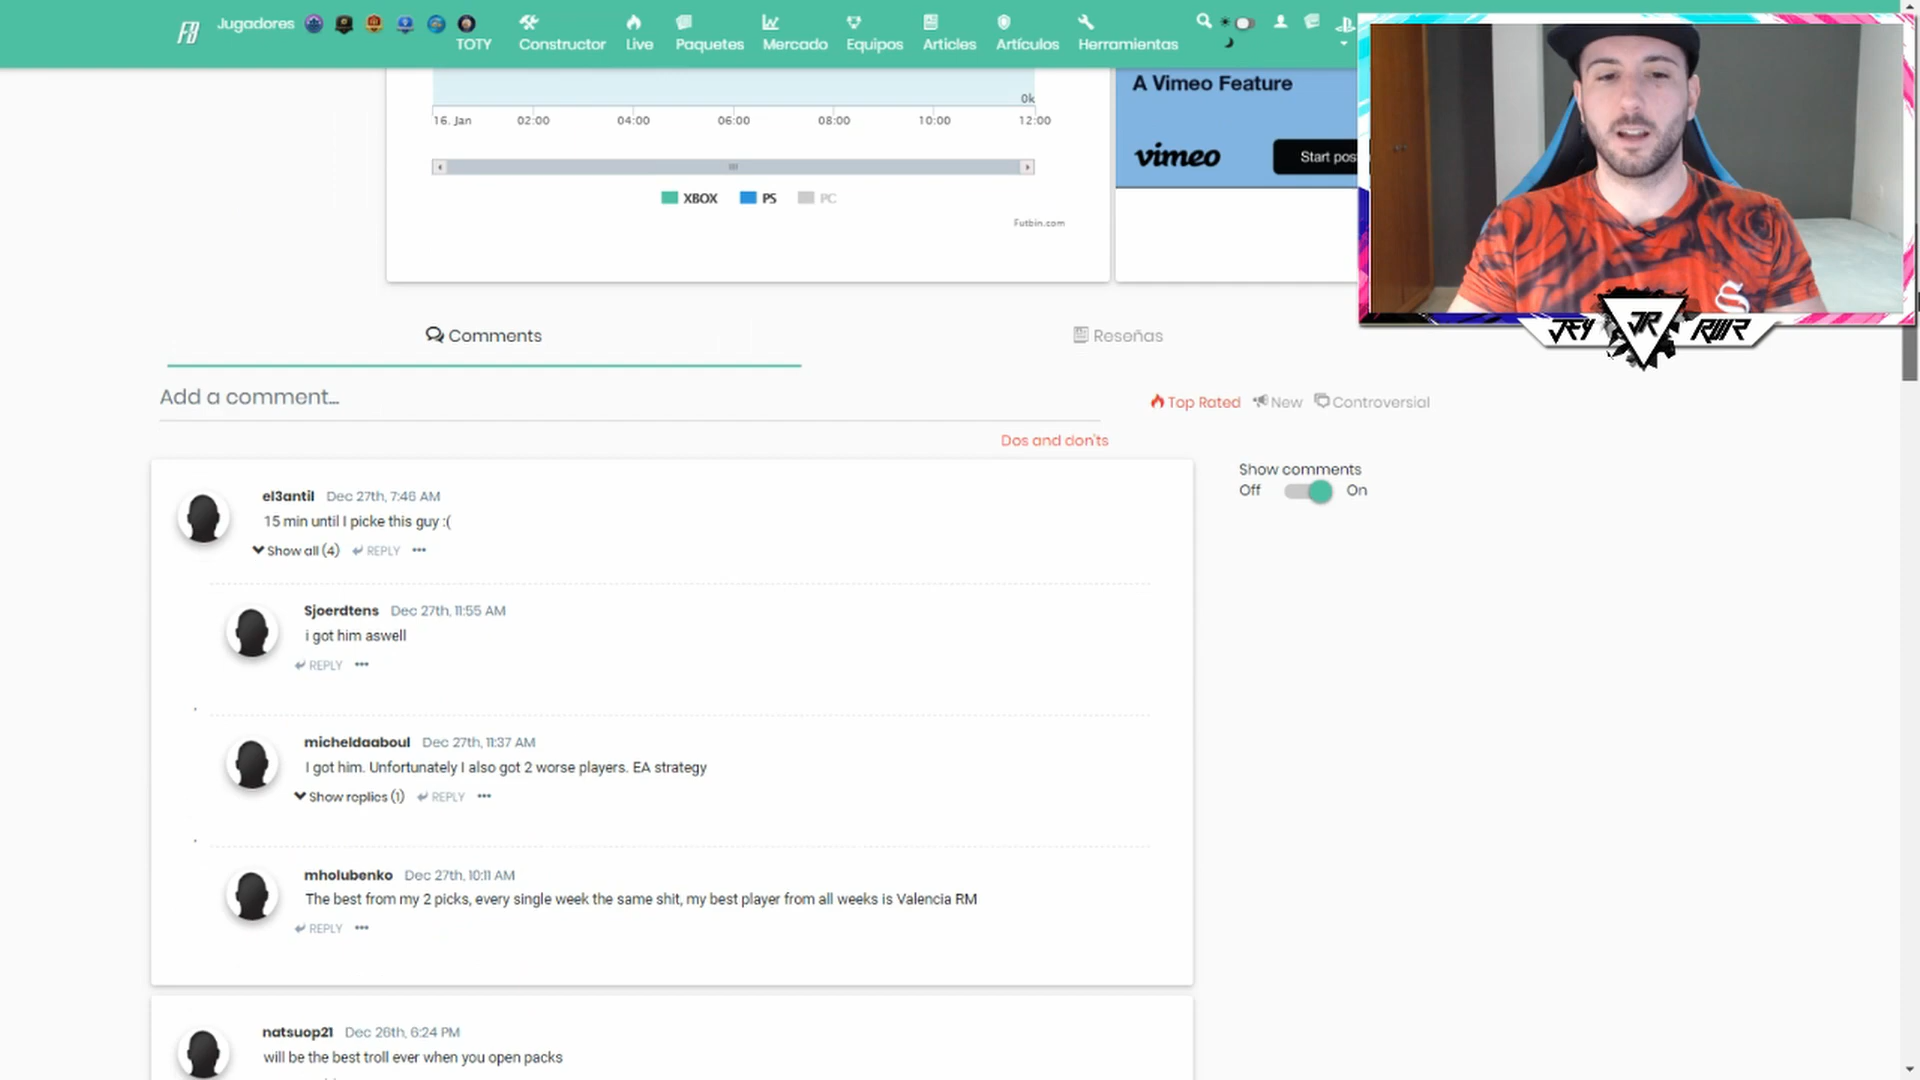 FB
Jugadores
TOTY
Constructor
Live
Paquetes
Mercado
Equipos
Articles
Artículos
Herramientas
0k
16. Jan 02:00 04:00 06:00 08:00 10:00 12:00
XBOX PS PC
Futbin.com
A Vimeo Feature
vimeo
Start pos
JEY JR RWR
Comments
Reseñas
Add a comment...
Top Rated New Controversial
Dos and don'ts
Show comments
Off On
el3antil Dec 27th, 7:46 AM
15 min until I picke this guy :(
Show all (4) REPLY •••
Sjoerdtens Dec 27th, 11:55 AM
i got him aswell
REPLY •••
micheldaaboul Dec 27th, 11:37 AM
I got him. Unfortunately I also got 2 worse players. EA strategy
Show replies (1) REPLY •••
mholubenko Dec 27th, 10:11 AM
The best from my 2 picks, every single week the same shit, my best player from all weeks is Valencia RM
REPLY •••
natsuop21 Dec 26th, 6:24 PM
will be the best troll ever when you open packs